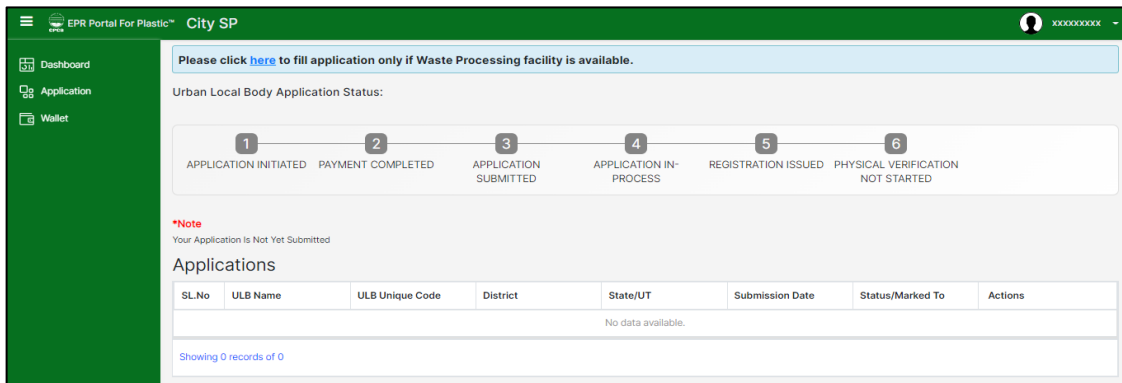 EPR Portal For Plastic™ City SP xxxxxxxxx
CPCB
Dashboard
Application
Wallet
Please click here to fill application only if Waste Processing facility is available.
Urban Local Body Application Status:
1 2 3 4 5 6
APPLICATION INITIATED PAYMENT COMPLETED APPLICATION APPLICATION IN- REGISTRATION ISSUED PHYSICAL VERIFICATION
SUBMITTED PROCESS NOT STARTED
*Note
Your Application Is Not Yet Submitted
Applications
SL.No ULB Name ULB Unique Code District State/UT Submission Date Status/Marked To Actions
No data available.
Showing 0 records of 0